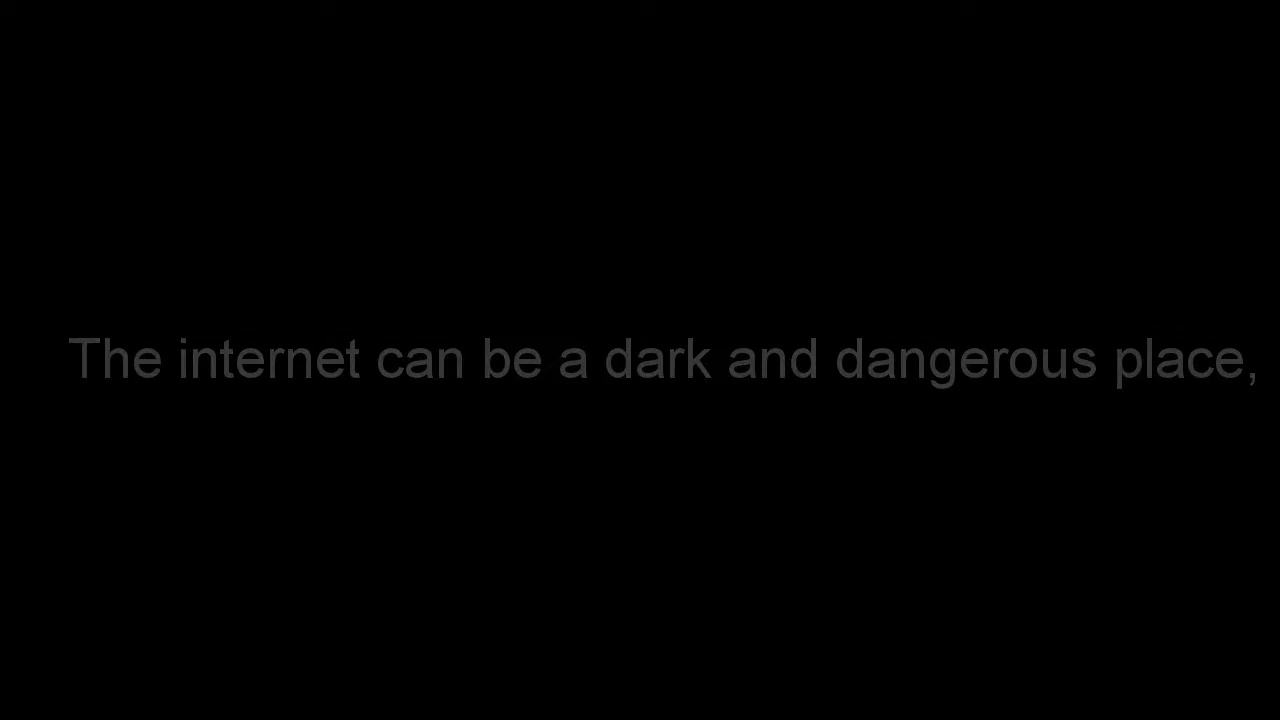 The internet can be a dark and dangerous place,